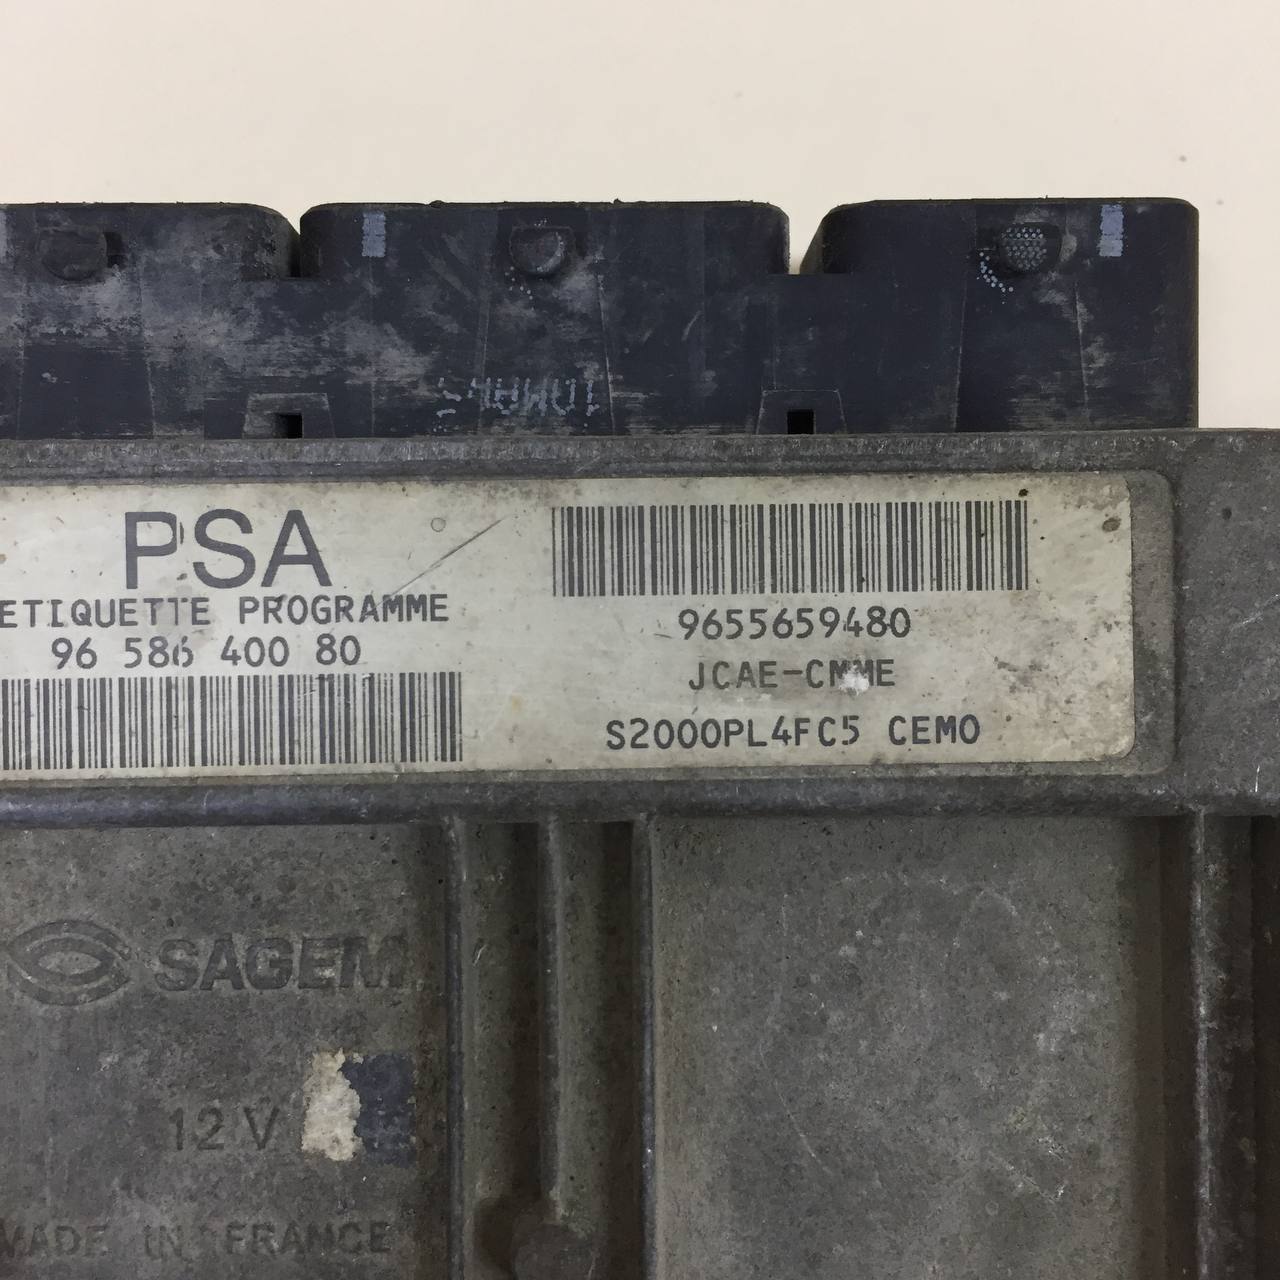 PSA
ETIQUETTE PROGRAMME
96 586 400 80
9655659480
JCAE-CMME
S2000PL4FC5 CEMO
SAGEM
12 V
MADE IN FRANCE